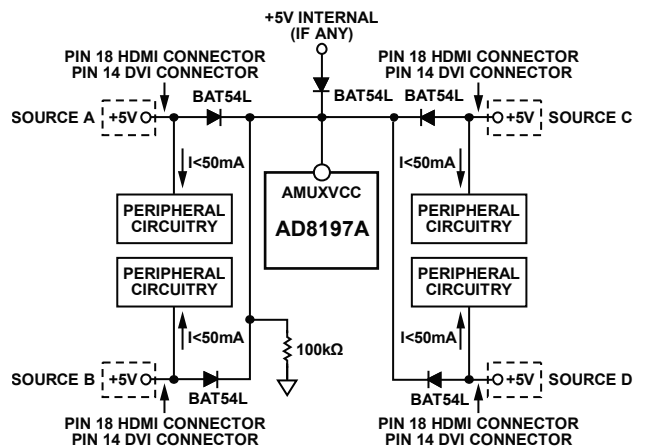 +5V INTERNAL
(IF ANY)
PIN 18 HDMI CONNECTOR
PIN 14 DVI CONNECTOR
PIN 18 HDMI CONNECTOR
PIN 14 DVI CONNECTOR
BAT54L
BAT54L
BAT54L
SOURCE A
+5V
+5V
SOURCE C
I<50mA
I<50mA
AMUXVCC
AD8197A
PERIPHERAL
CIRCUITRY
PERIPHERAL
CIRCUITRY
PERIPHERAL
CIRCUITRY
PERIPHERAL
CIRCUITRY
I<50mA
I<50mA
100kΩ
SOURCE B
+5V
+5V
SOURCE D
BAT54L
BAT54L
PIN 18 HDMI CONNECTOR
PIN 14 DVI CONNECTOR
PIN 18 HDMI CONNECTOR
PIN 14 DVI CONNECTOR